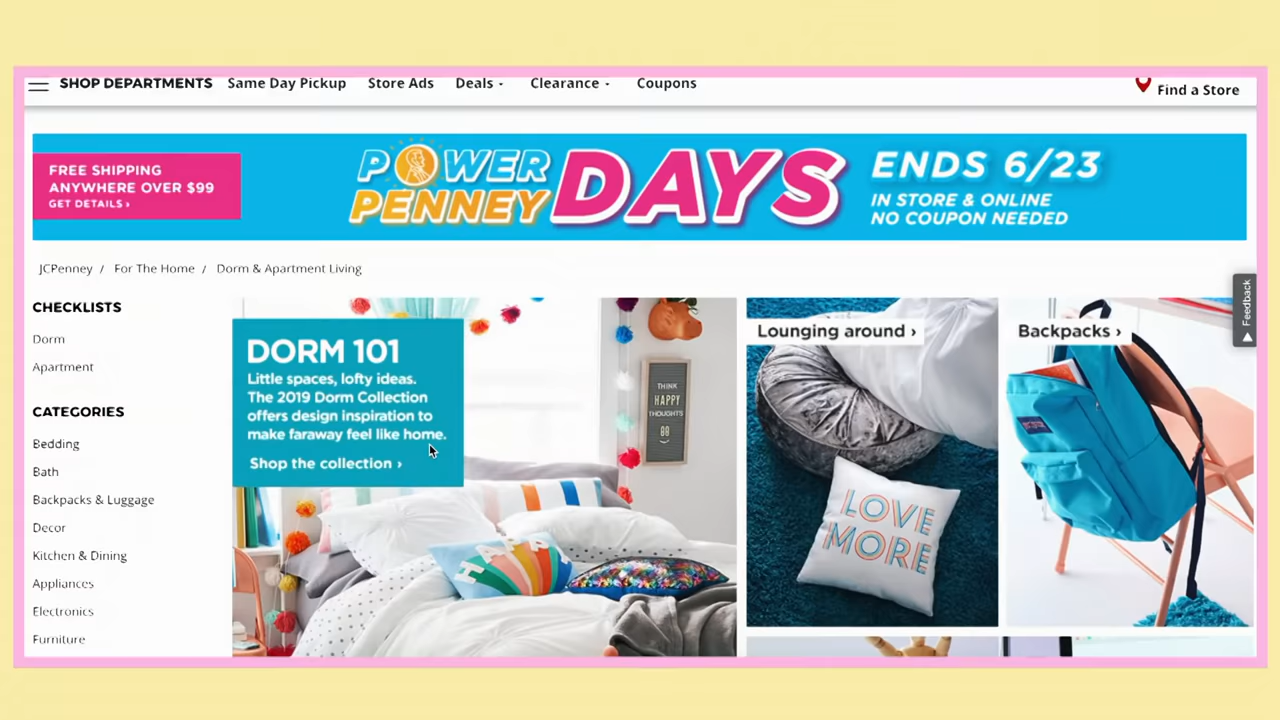 SHOP DEPARTMENTS Same Day Pickup Store Ads Deals Clearance Coupons Find a Store
FREE SHIPPING
ANYWHERE OVER $99
GET DETAILS ›
POWER
PENNEY
DAYS
ENDS 6/23
IN STORE & ONLINE
NO COUPON NEEDED
JCPenney / For The Home / Dorm & Apartment Living
CHECKLISTS
Dorm
Apartment
CATEGORIES
Bedding
Bath
Backpacks & Luggage
Decor
Kitchen & Dining
Appliances
Electronics
Furniture
DORM 101
Little spaces, lofty ideas.
The 2019 Dorm Collection
offers design inspiration to
make faraway feel like home.
Shop the collection ›
THINK
HAPPY
THOUGHTS
Lounging around ›
LOVE
MORE
Backpacks ›
JANSPORT
Feedback